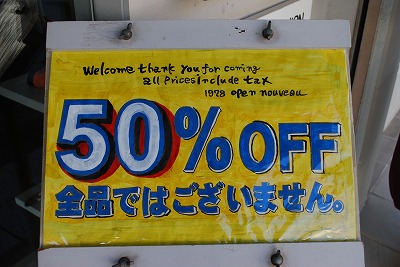 Welcome thank you for coming
all prices include tax
1978 open nouveau
50% OFF
全品ではございません。